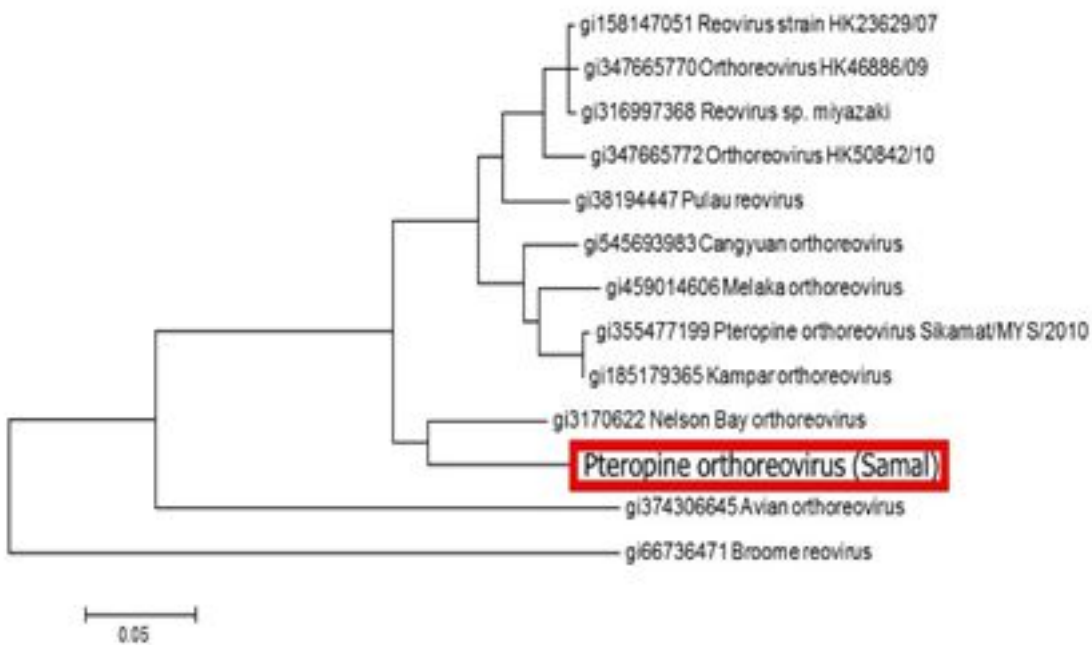 gi158147051 Reovirus strain HK23629/07
gi347665770 Orthoreovirus HK46886/09
gi316997368 Reovirus sp. miyazaki
gi347665772 Orthoreovirus HK50842/10
gi38194447 Pulau reovirus
gi545693983 Cangyuan orthoreovirus
gi459014606 Melaka orthoreovirus
gi355477199 Pteropine orthoreovirus Sikamat/MYS/2010
gi185179365 Kampar orthoreovirus
gi3170622 Nelson Bay orthoreovirus
Pteropine orthoreovirus (Samal)
gi374306645 Avian orthoreovirus
gi66736471 Broome reovirus
0.05